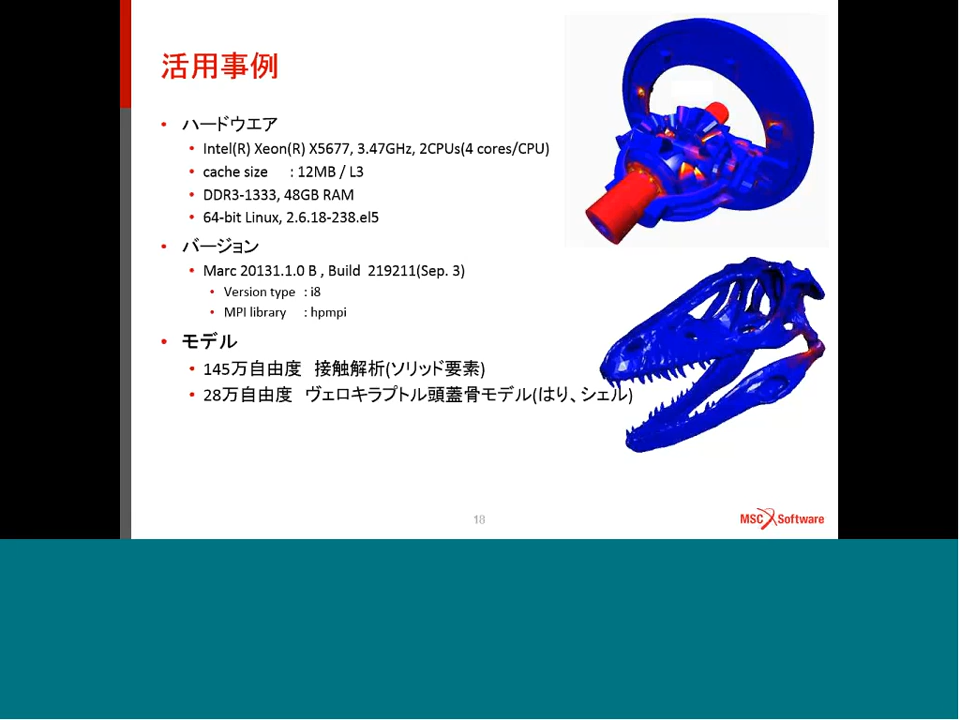 活用事例
• ハードウエア
• Intel(R) Xeon(R) X5677, 3.47GHz, 2CPUs(4 cores/CPU)
• cache size : 12MB / L3
• DDR3-1333, 48GB RAM
• 64-bit Linux, 2.6.18-238.el5
• バージョン
• Marc 20131.1.0 B , Build 219211(Sep. 3)
• Version type : i8
• MPI library : hpmpi
• モデル
• 145万自由度 接触解析(ソリッド要素)
• 28万自由度 ヴェロキラプトル頭蓋骨モデル(はり、シェル)
18
MSC Software